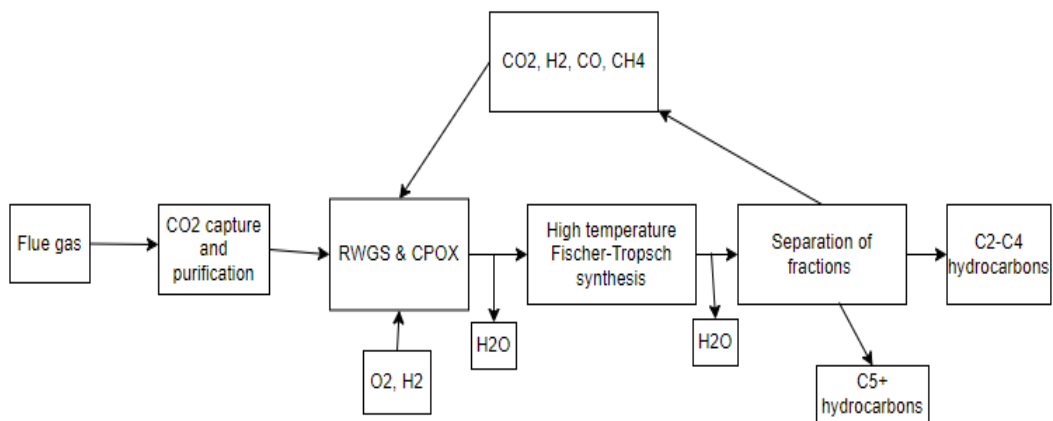 CO2, H2, CO, CH4
Flue gas
CO2 capture
and
purification
RWGS & CPOX
High temperature
Fischer-Tropsch
synthesis
Separation of
fractions
C2-C4
hydrocarbons
H2O
H2O
O2, H2
C5+
hydrocarbons